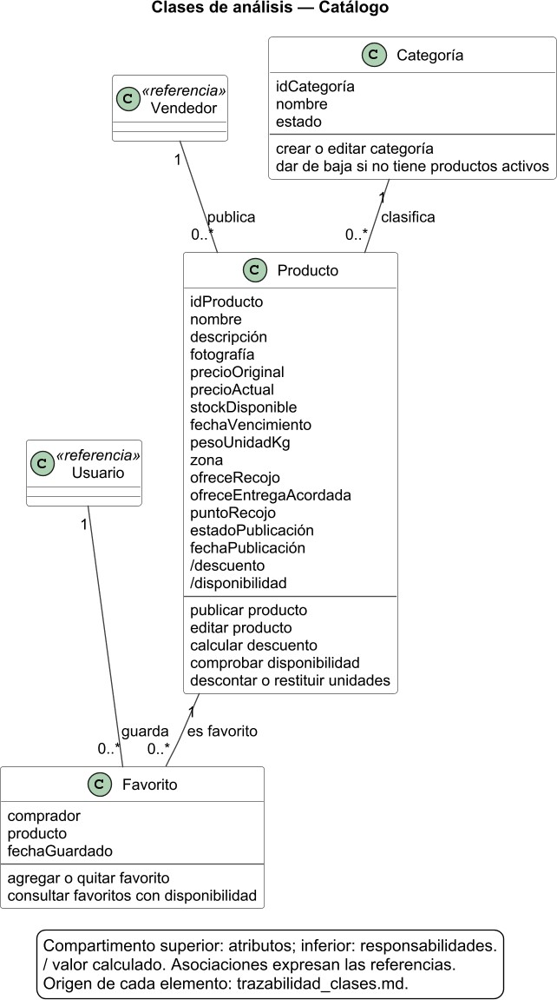 Clases de análisis — Catálogo
C Categoría
idCategoría
nombre
estado
crear o editar categoría
dar de baja si no tiene productos activos
C «referencia»
Vendedor
1
publica
0..*
1
clasifica
0..*
C Producto
idProducto
nombre
descripción
fotografía
precioOriginal
precioActual
stockDisponible
fechaVencimiento
pesoUnidadKg
zona
ofreceRecojo
ofreceEntregaAcordada
puntoRecojo
estadoPublicación
fechaPublicación
/descuento
/disponibilidad
publicar producto
editar producto
calcular descuento
comprobar disponibilidad
descontar o restituir unidades
C «referencia»
Usuario
1
guarda
0..*
1
es favorito
0..*
C Favorito
comprador
producto
fechaGuardado
agregar o quitar favorito
consultar favoritos con disponibilidad
Compartimento superior: atributos; inferior: responsabilidades.
/ valor calculado. Asociaciones expresan las referencias.
Origen de cada elemento: trazabilidad_clases.md.